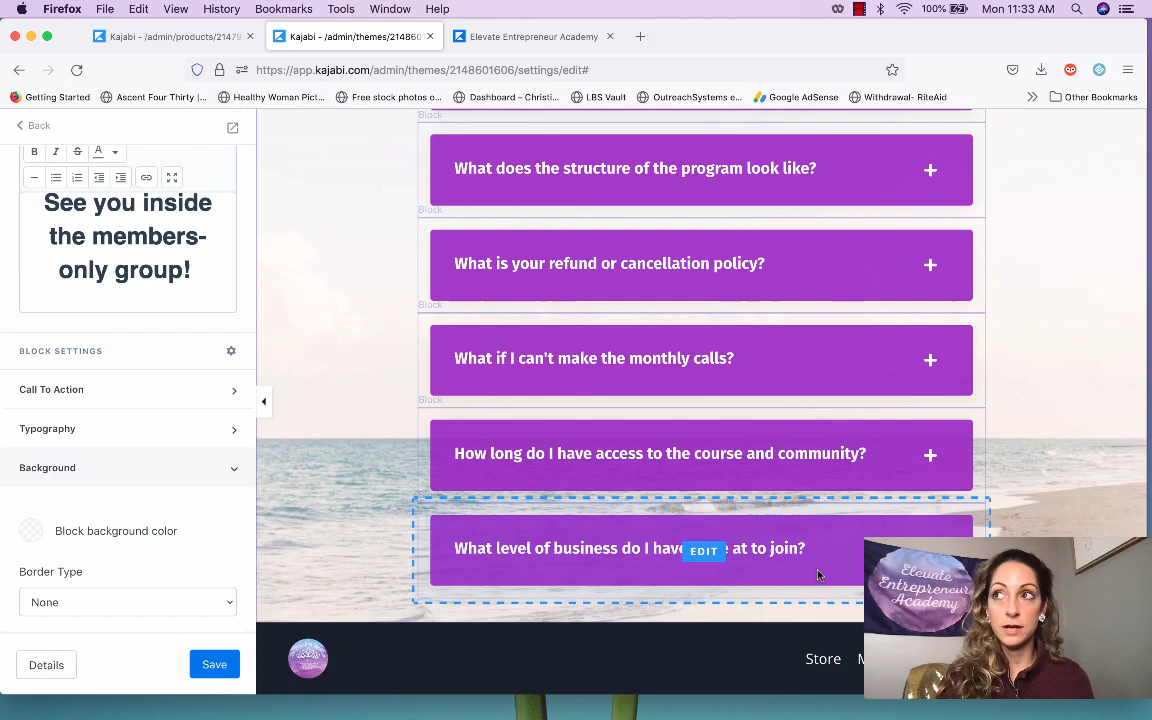 Firefox File Edit View History Bookmarks Tools Window Help 100% Mon 11:33 AM
Kajabi - /admin/products/21479 Kajabi - /admin/themes/2148601 Elevate Entrepreneur Academy
https://app.kajabi.com/admin/themes/2148601606/settings/edit#
Getting Started Ascent Four Thirty |... Healthy Woman Pict... Free stock photos o... Dashboard – Christi... LBS Vault OutreachSystems e... Google AdSense Withdrawal- RiteAid Other Bookmarks
Back
B I S A
See you inside
the members-
only group!
BLOCK SETTINGS
Call To Action
Typography
Background
Block background color
Border Type
None
Details Save
Block
What does the structure of the program look like?
Block
What is your refund or cancellation policy?
Block
What if I can't make the monthly calls?
Block
How long do I have access to the course and community?
What level of business do I have at to join?
EDIT
Store
Elevate
Entrepreneur
Academy